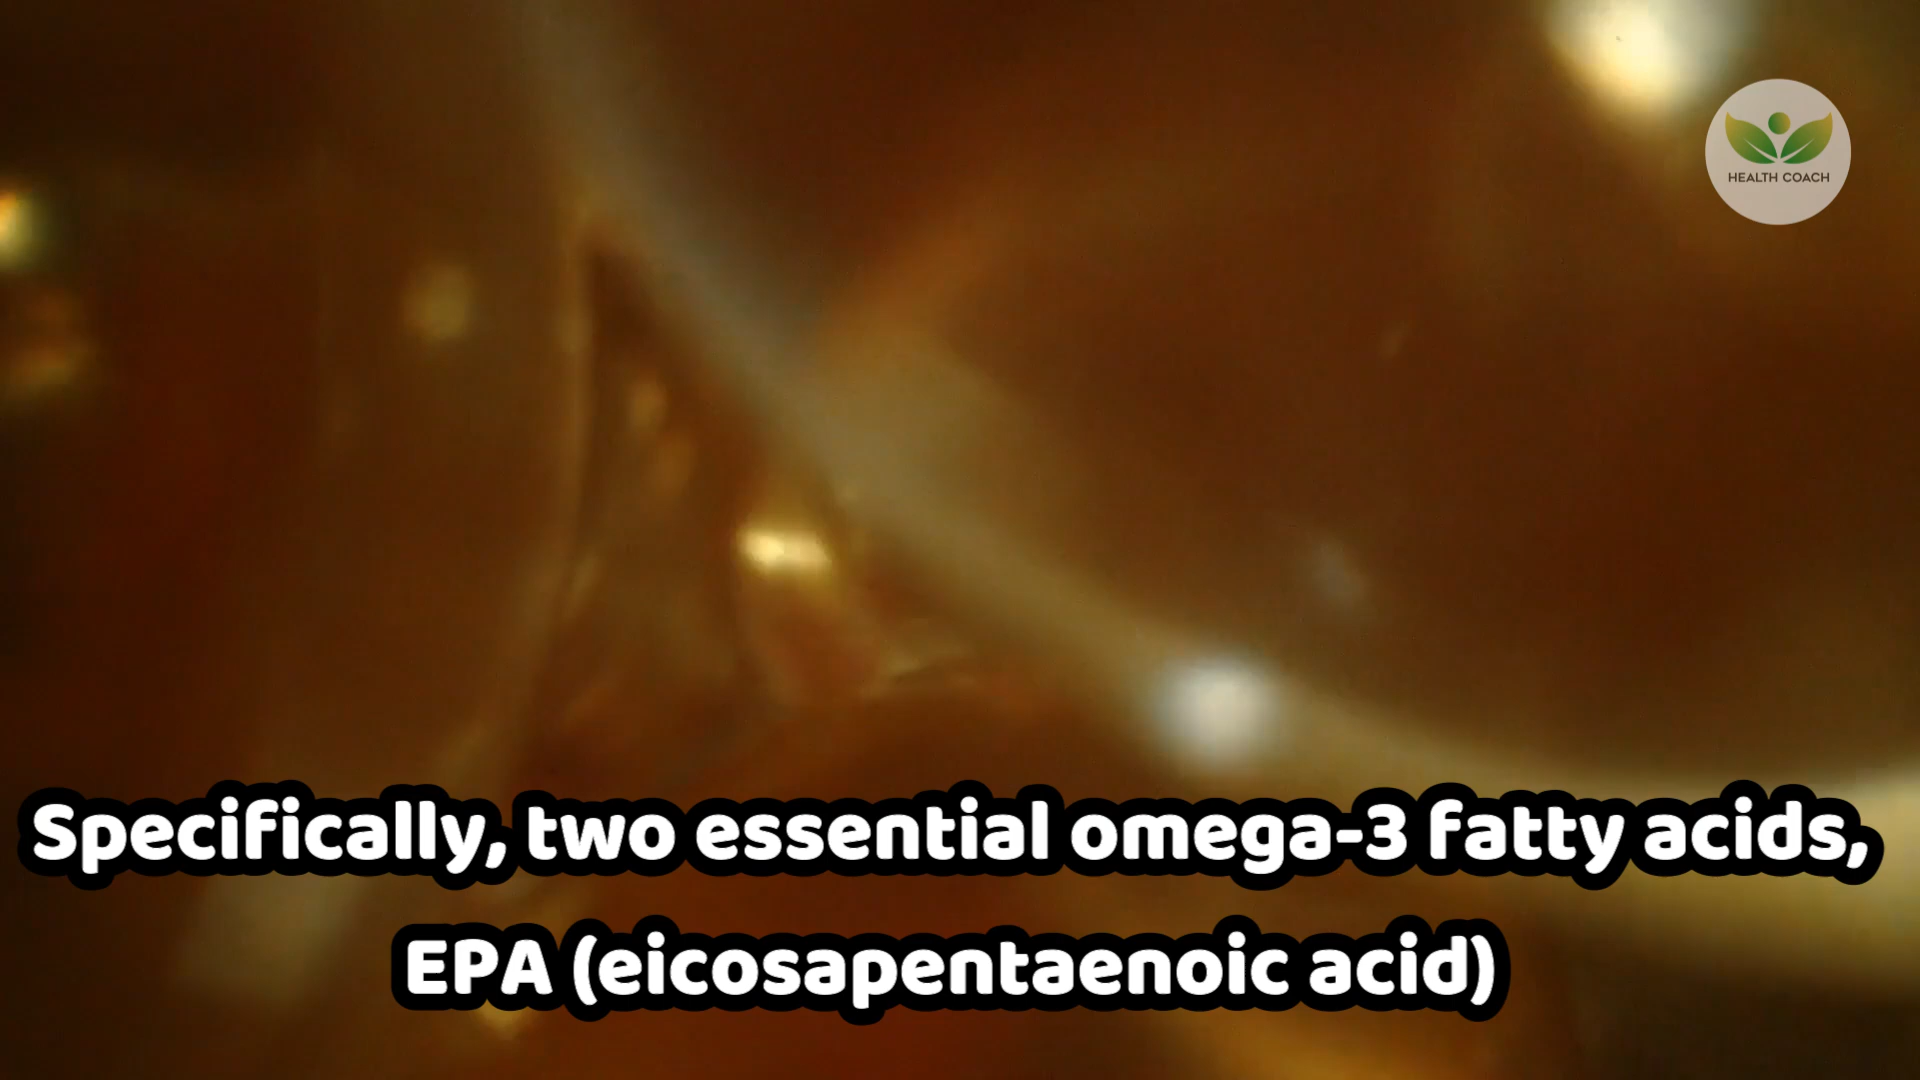 HEALTH COACH
Specifically, two essential omega-3 fatty acids,
EPA (eicosapentaenoic acid)